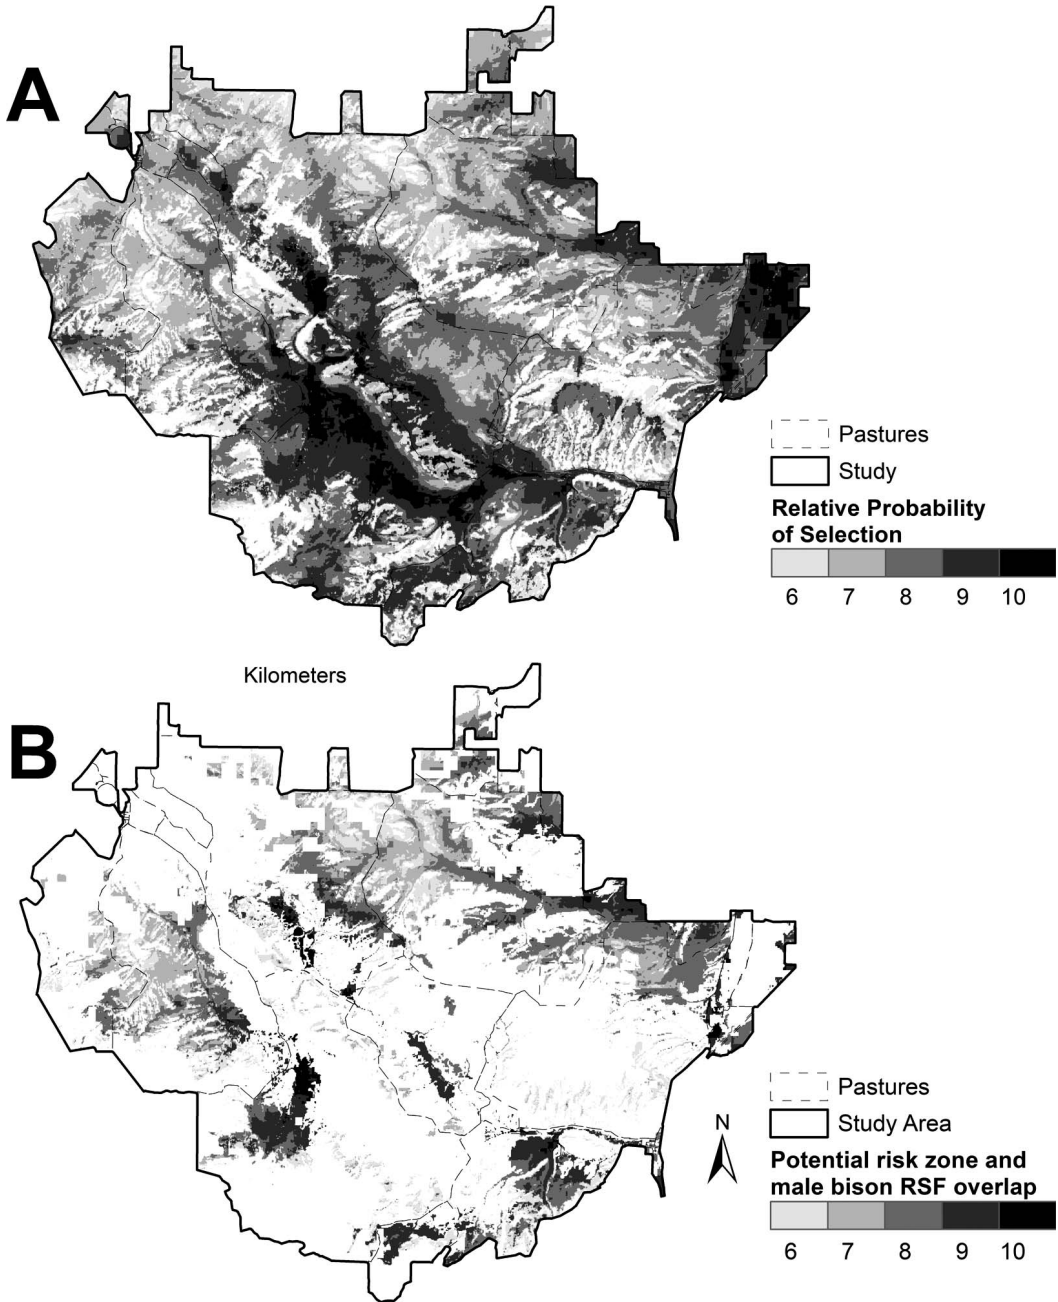 A
Pastures
Study
Relative Probability
of Selection
6 7 8 9 10
Kilometers
B
N
Pastures
Study Area
Potential risk zone and
male bison RSF overlap
6 7 8 9 10